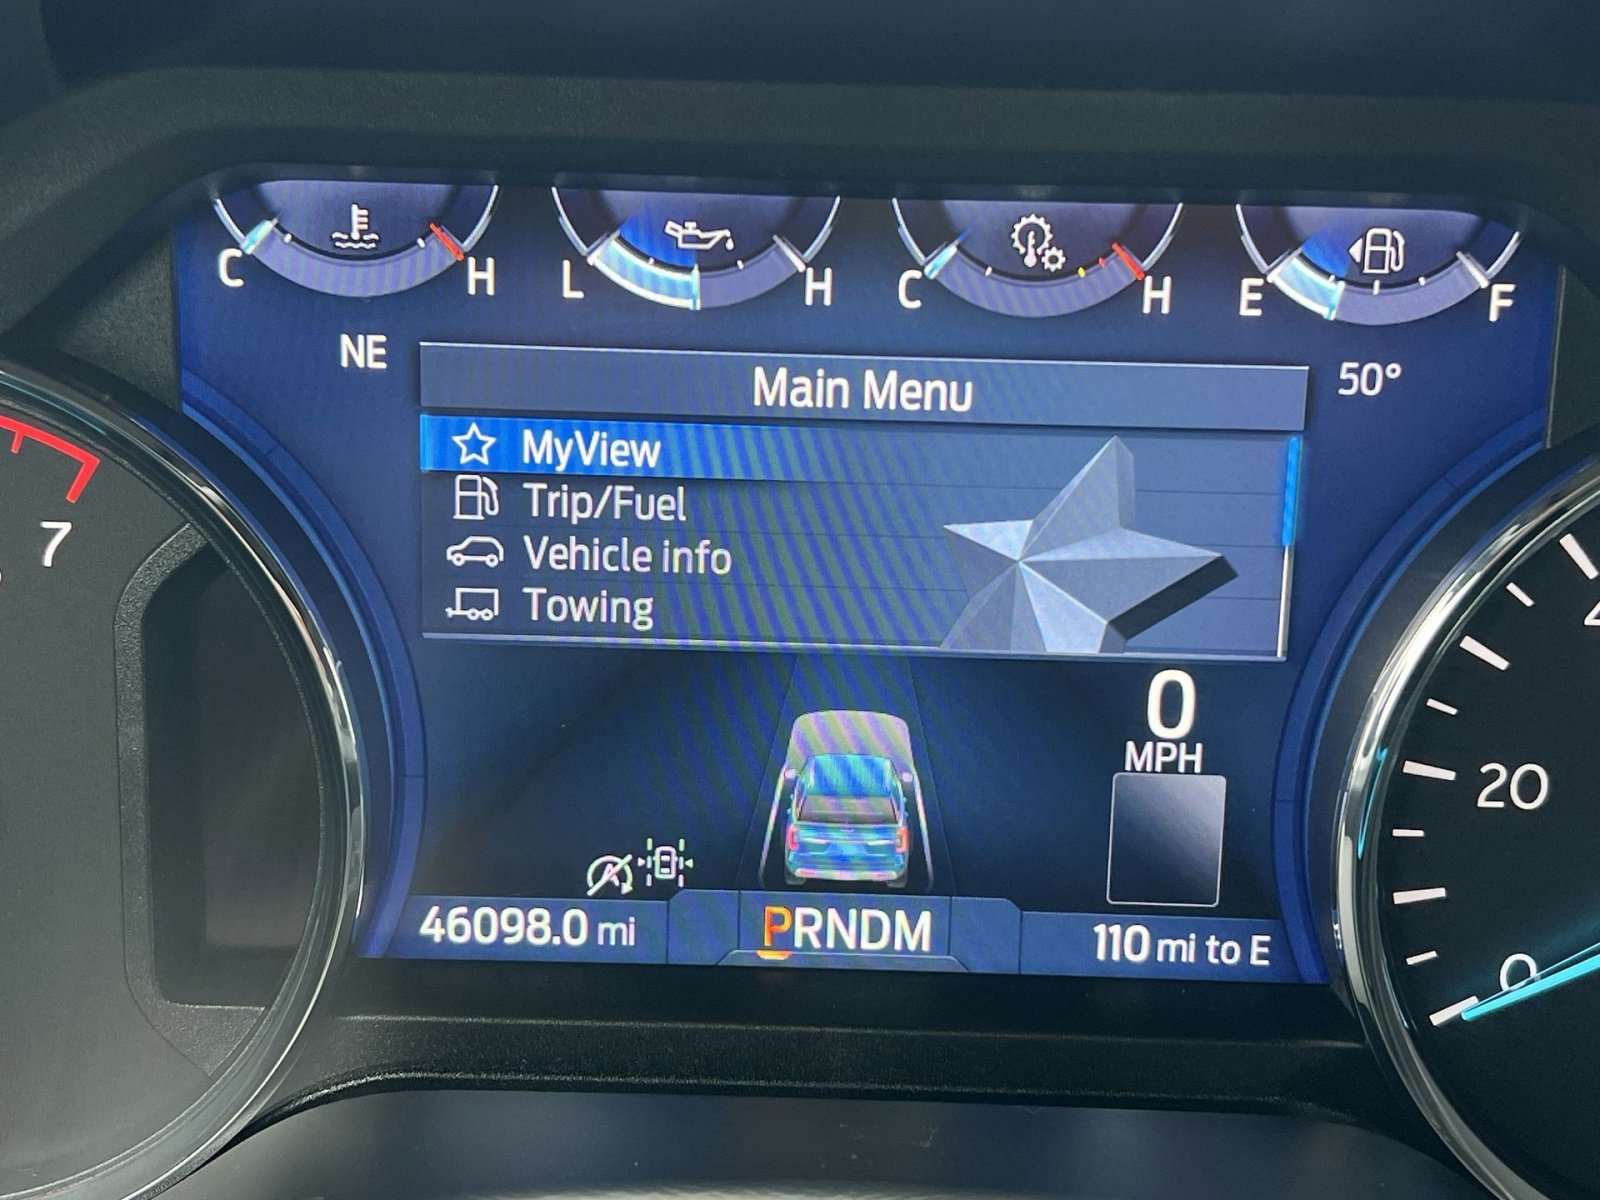 C H L H C H E F
NE
50°
Main Menu
MyView
Trip/Fuel
Vehicle info
Towing
0
MPH
46098.0 mi
PRNDM
110 mi to E
7
20
0